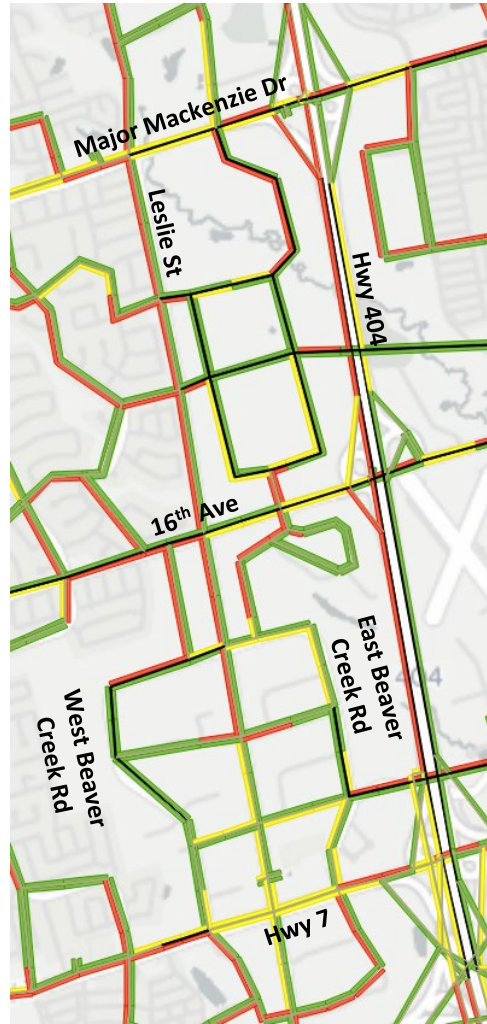 Major Mackenzie Dr
Leslie St
Hwy 404
16th Ave
East Beaver
Creek Rd
404
West Beaver
Creek Rd
Hwy 7